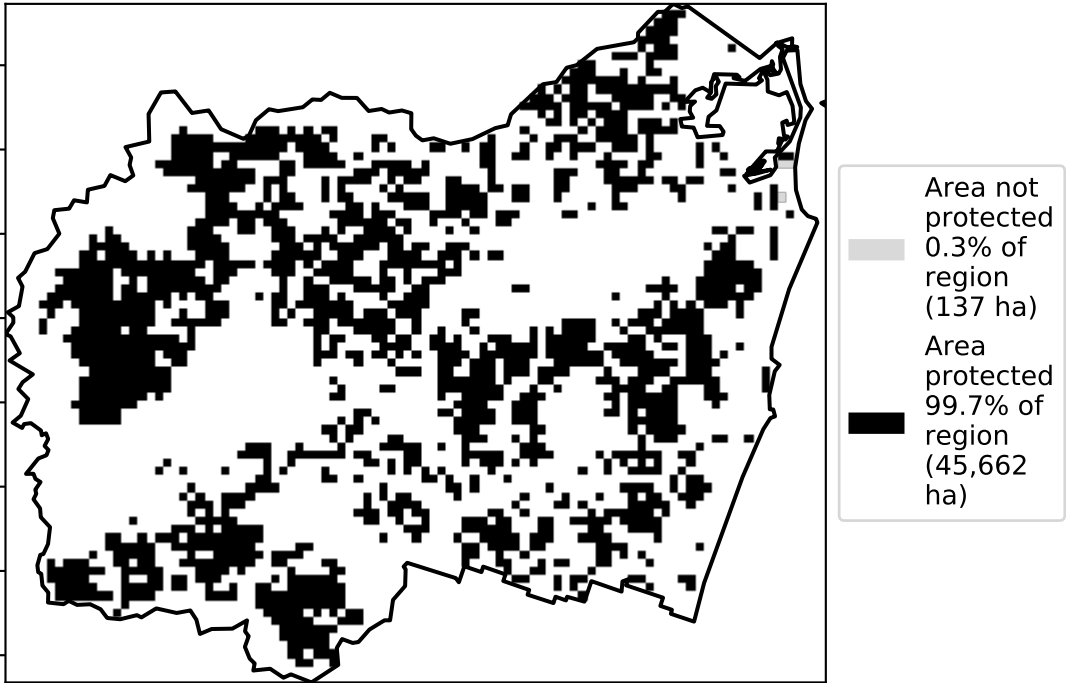 Area not
protected
0.3% of
region
(137 ha)
Area
protected
99.7% of
region
(45,662
ha)